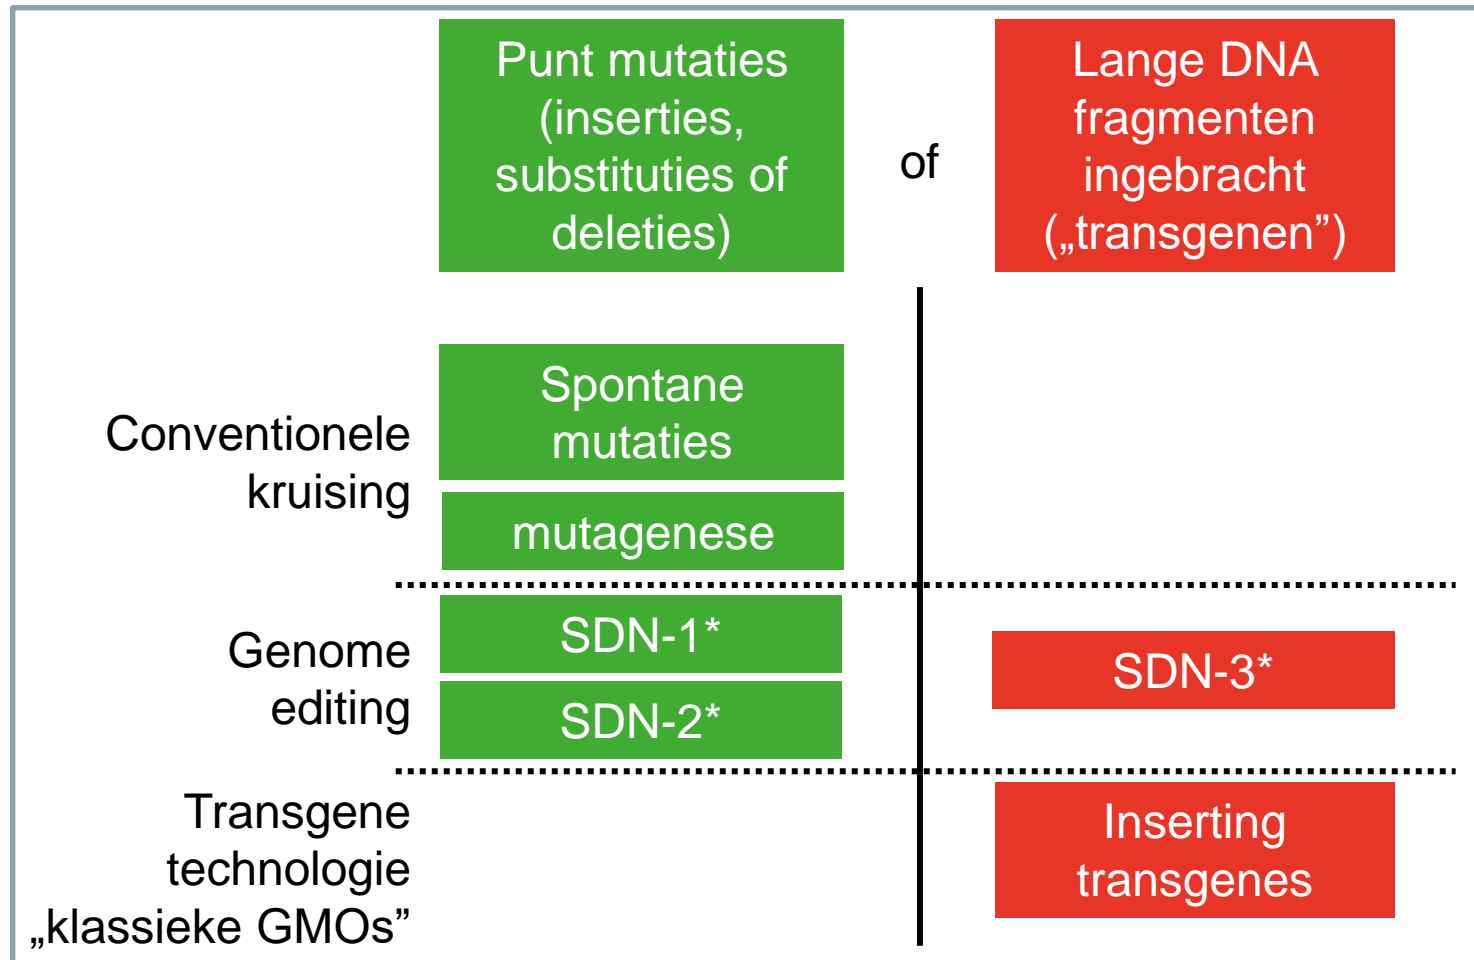 Punt mutaties
(inserties,
substituties of
deleties)
of
Lange DNA
fragmenten
ingebracht
(„transgenen”)
Conventionele
kruising
Spontane
mutaties
mutagenese
Genome
editing
SDN-1*
SDN-2*
SDN-3*
Transgene
technologie
„klassieke GMOs”
Inserting
transgenes